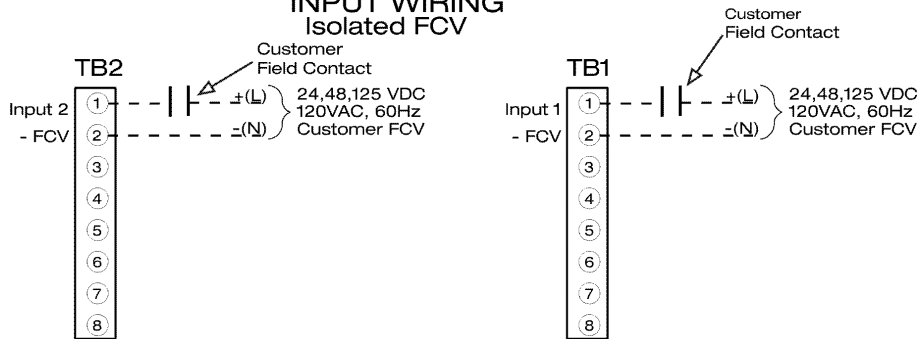 INPUT WIRING
Isolated FCV
Customer
Field Contact
TB2
Input 2
- FCV
1
2
3
4
5
6
7
8
+(L)
-(N)
24,48,125 VDC
120VAC, 60Hz
Customer FCV
Customer
Field Contact
TB1
Input 1
- FCV
1
2
3
4
5
6
7
8
+(L)
-(N)
24,48,125 VDC
120VAC, 60Hz
Customer FCV